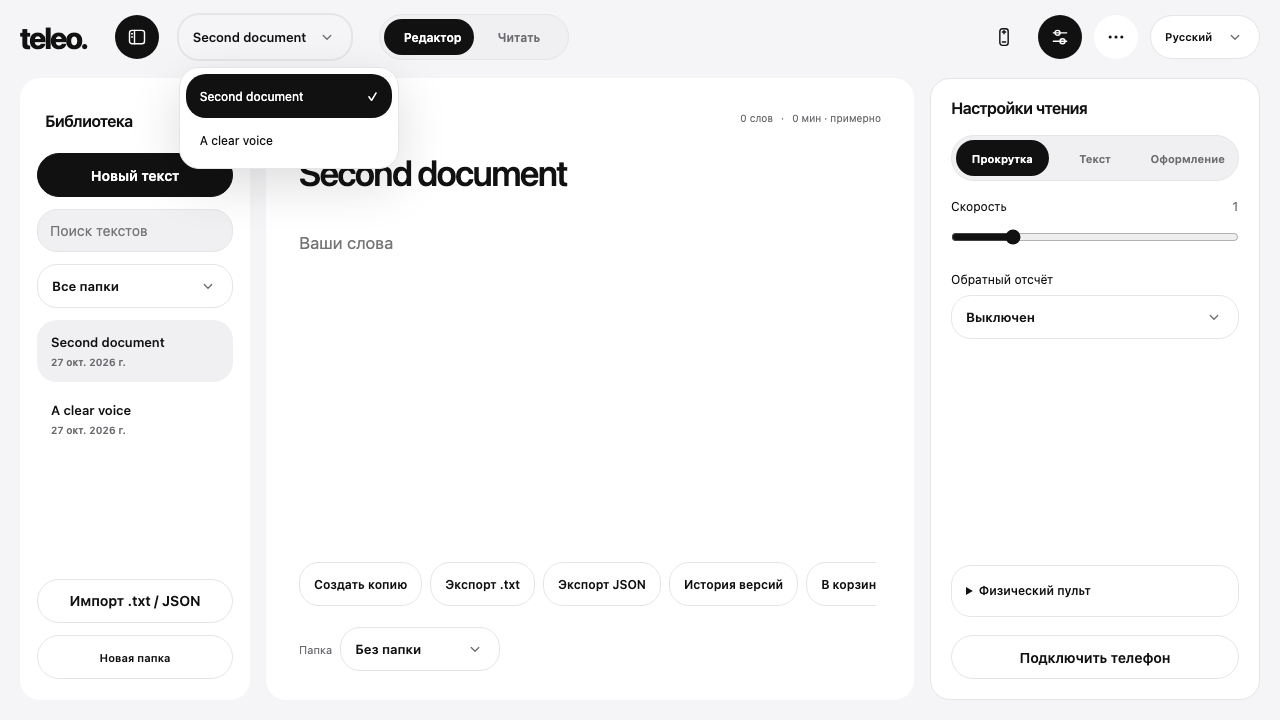 teleo.
Second document
Редактор
Читать
Русский
Second document
A clear voice
Библиотека
Новый текст
Поиск текстов
Все папки
Second document
27 окт. 2026 г.
A clear voice
27 окт. 2026 г.
Импорт .txt / JSON
Новая папка
0 слов · 0 мин · примерно
Second document
Ваши слова
Создать копию
Экспорт .txt
Экспорт JSON
История версий
В корзин
Папка
Без папки
Настройки чтения
Прокрутка
Текст
Оформление
Скорость
1
Обратный отсчёт
Выключен
Физический пульт
Подключить телефон